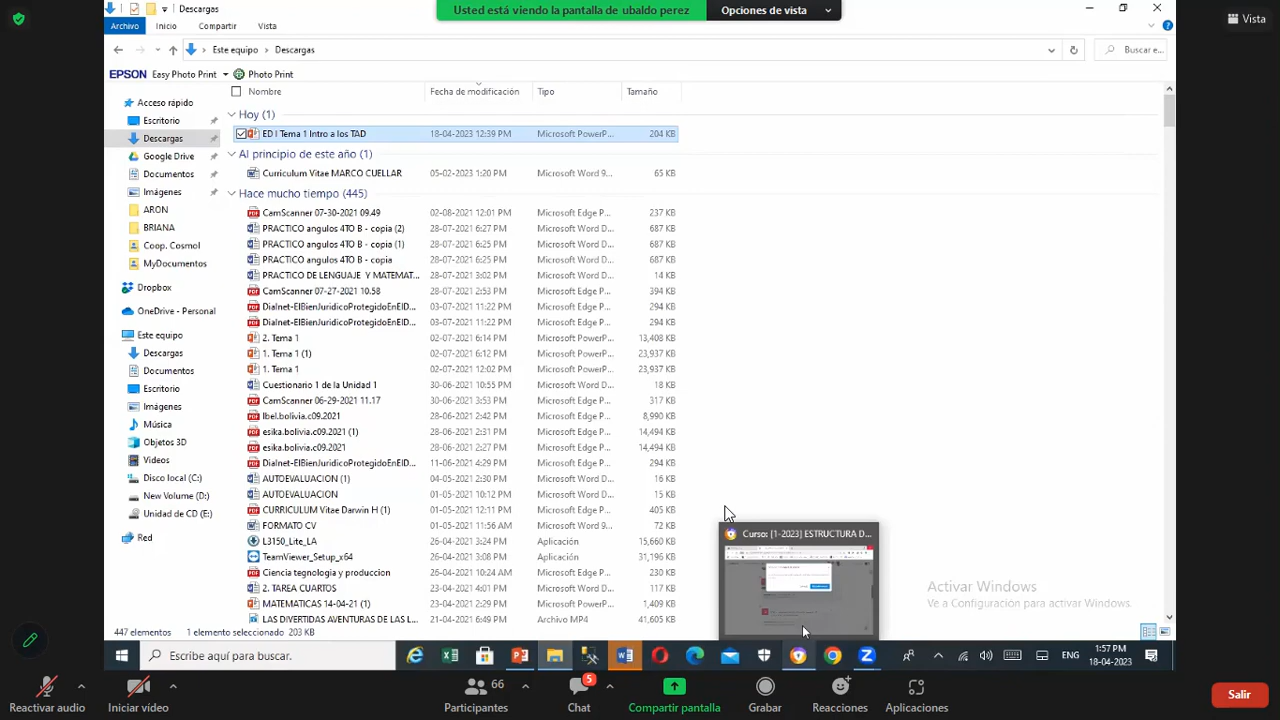 Descargas
Usted está viendo la pantalla de ubaldo perez
Opciones de vista
Vista
Archivo Inicio Compartir Vista
Este equipo Descargas
Buscar e...
EPSON Easy Photo Print Photo Print
Nombre Fecha de modificación Tipo Tamaño
Acceso rápido
Escritorio
Descargas
Google Drive
Documentos
Imágenes
ARON
BRIANA
Coop. Cosmol
MyDocumentos
Dropbox
OneDrive - Personal
Este equipo
Descargas
Documentos
Escritorio
Imágenes
Música
Objetos 3D
Videos
Disco local (C:)
New Volume (D:)
Unidad de CD (E:)
Red
Hoy (1)
ED I Tema 1 Intro a los TAD 18-04-2023 12:39 PM Microsoft PowerP... 204 KB
Al principio de este año (1)
Curriculum Vitae MARCO CUELLAR 05-02-2023 1:20 PM Microsoft Word 9... 65 KB
Hace mucho tiempo (445)
CamScanner 07-30-2021 09.49 02-08-2021 12:01 PM Microsoft Edge P... 237 KB
PRACTICO angulos 4TO B - copia (2) 28-07-2021 6:27 PM Microsoft Word D... 687 KB
PRACTICO angulos 4TO B - copia (1) 28-07-2021 6:25 PM Microsoft Word D... 687 KB
PRACTICO angulos 4TO B - copia 28-07-2021 6:25 PM Microsoft Word D... 687 KB
PRACTICO DE LENGUAJE Y MATEMAT... 28-07-2021 3:02 PM Microsoft Word D... 14 KB
CamScanner 07-27-2021 10.58 28-07-2021 2:53 PM Microsoft Edge P... 394 KB
Dialnet-ElBienJuridicoProtegidoEnElD... 03-07-2021 11:22 PM Microsoft Edge P... 294 KB
Dialnet-ElBienJuridicoProtegidoEnElD... 03-07-2021 11:22 PM Microsoft Edge P... 294 KB
2. Tema 1 02-07-2021 6:14 PM Microsoft PowerP... 13,408 KB
1. Tema 1 (1) 02-07-2021 6:12 PM Microsoft PowerP... 23,937 KB
1. Tema 1 02-07-2021 12:02 PM Microsoft PowerP... 23,937 KB
Cuestionario 1 de la Unidad 1 30-06-2021 10:55 PM Microsoft Word D... 18 KB
CamScanner 06-29-2021 11.17 30-06-2021 3:53 PM Microsoft Edge P... 317 KB
lbel.bolivia.c09.2021 28-06-2021 2:42 PM Microsoft Edge P... 8,990 KB
esika.bolivia.c09.2021 (1) 28-06-2021 2:31 PM Microsoft Edge P... 14,494 KB
esika.bolivia.c09.2021 28-06-2021 2:27 PM Microsoft Edge P... 14,494 KB
Dialnet-ElBienJuridicoProtegidoEnElD... 11-06-2021 4:29 PM Microsoft Edge P... 294 KB
AUTOEVALUACION (1) 04-05-2021 2:30 PM Microsoft Word D... 16 KB
AUTOEVALUACION 01-05-2021 10:12 PM Microsoft Word D... 15 KB
CURRICULUM Vitae Darwin H (1) 01-05-2021 12:11 PM Microsoft Edge P... 405 KB
FORMATO CV 01-05-2021 11:56 AM Microsoft Word 9... 72 KB
L3150_Lite_LA 26-04-2021 3:24 PM Aplicación 15,660 KB
TeamViewer_Setup_x64 26-04-2021 3:08 PM Aplicación 31,196 KB
Ciencia tegnologia y produccion 26-04-2021 10:24 AM Microsoft Edge P... 230 KB
2. TAREA CUARTOS 23-04-2021 4:01 PM Microsoft Word D... 117 KB
MATEMATICAS 14-04-21 (1) 23-04-2021 2:29 PM Microsoft PowerP... 1,409 KB
LAS DIVERTIDAS AVENTURAS DE LAS L... 21-04-2021 6:49 PM Archivo MP4 41,605 KB
Curso: [1-2023] ESTRUCTURA D...
Activar Windows
Ve a Configuración para activar Windows.
447 elementos 1 elemento seleccionado 203 KB
Escribe aquí para buscar.
ENG
1:57 PM
18-04-2023
Reactivar audio
Iniciar vídeo
66
Participantes
5
Chat
Compartir pantalla
Grabar
Reacciones
Aplicaciones
Salir